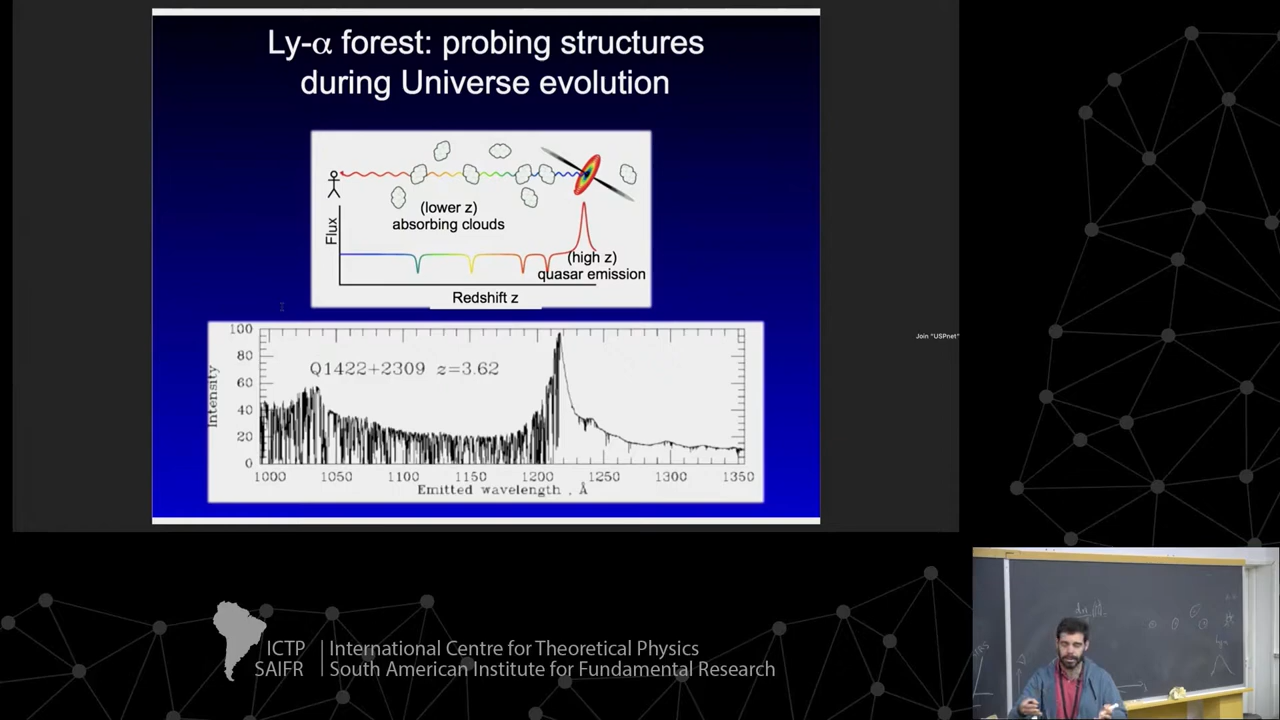 Ly-α forest: probing structures
during Universe evolution
(lower z)
absorbing clouds
Flux
(high z)
quasar emission
Redshift z
100
80
60
40
20
0
Intensity
Q1422+2309 z=3.62
1000 1050 1100 1150 1200 1250 1300 1350
Emitted wavelength , Å
Join "USPnet"
ICTP
SAIFR
International Centre for Theoretical Physics
South American Institute for Fundamental Research